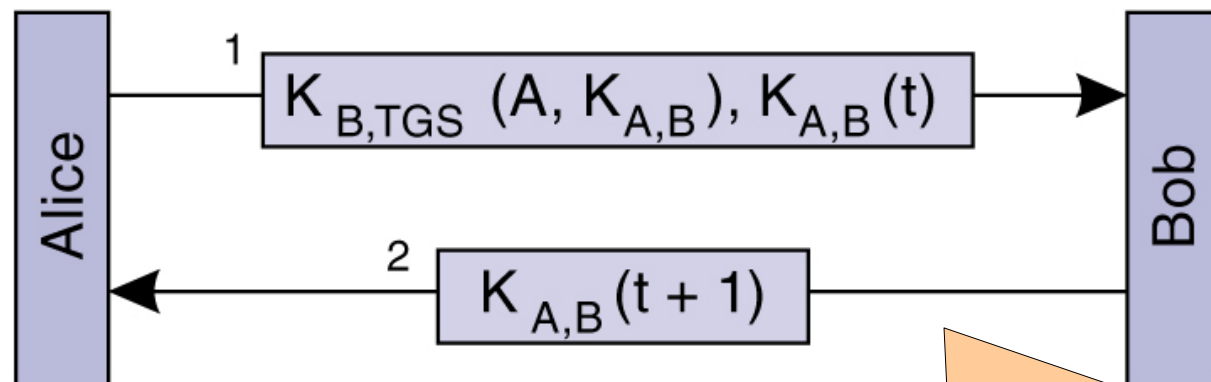 Alice
1
K B,TGS (A, K A,B ), K A,B (t)
2
K A,B (t + 1)
Bob